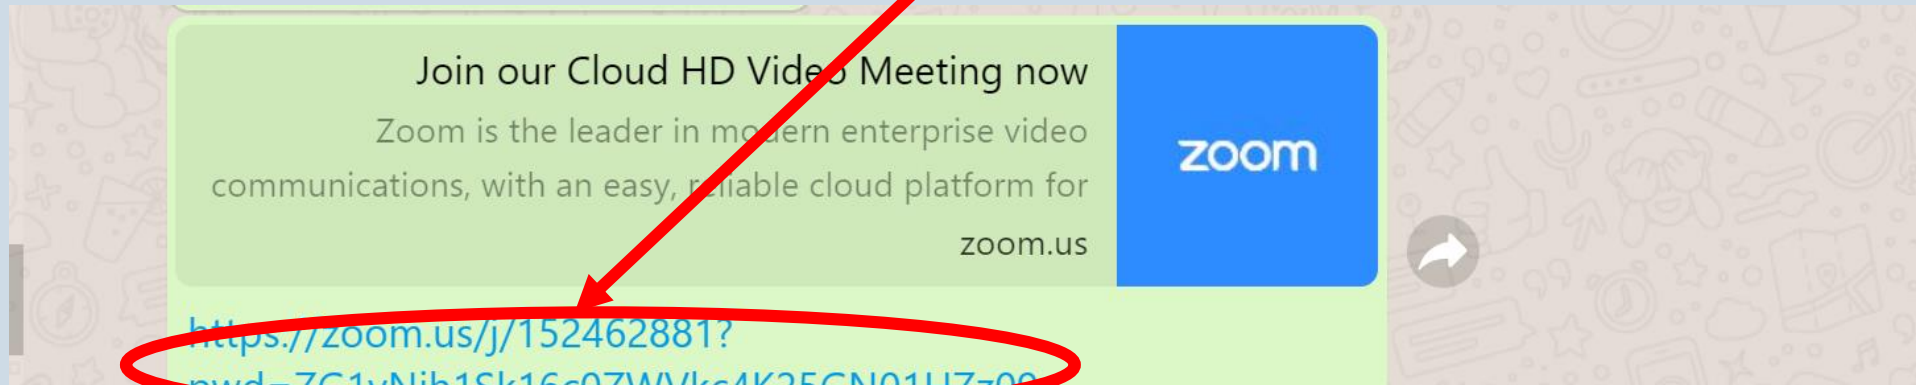 Join our Cloud HD Video Meeting now
Zoom is the leader in modern enterprise video
communications, with an easy, reliable cloud platform for
zoom.us
zoom
https://zoom.us/j/152462881?